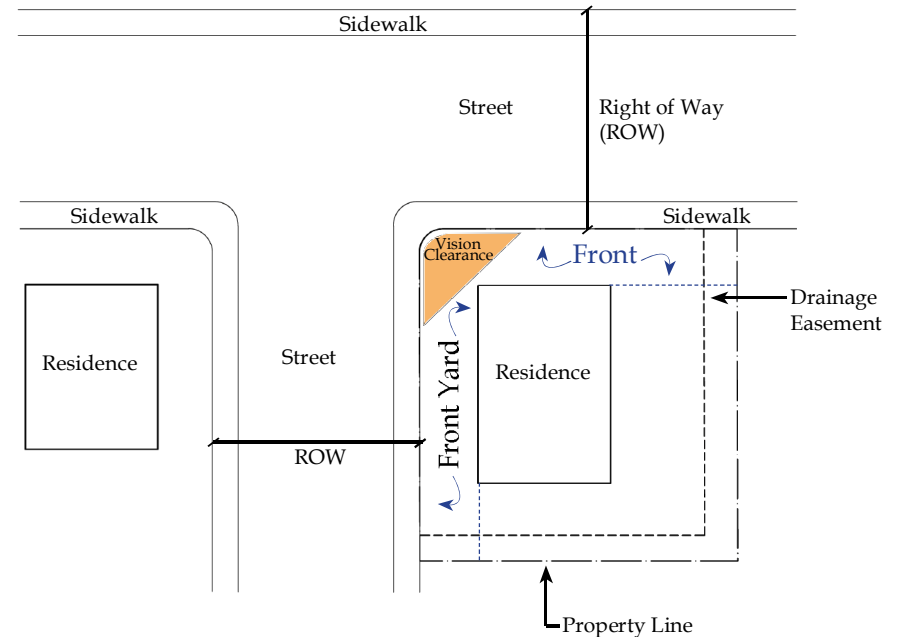 Sidewalk
Street
Right of Way
(ROW)
Sidewalk
Sidewalk
Vision
Clearance
Front
Drainage
Easement
Residence
Street
Front Yard
Residence
ROW
Property Line